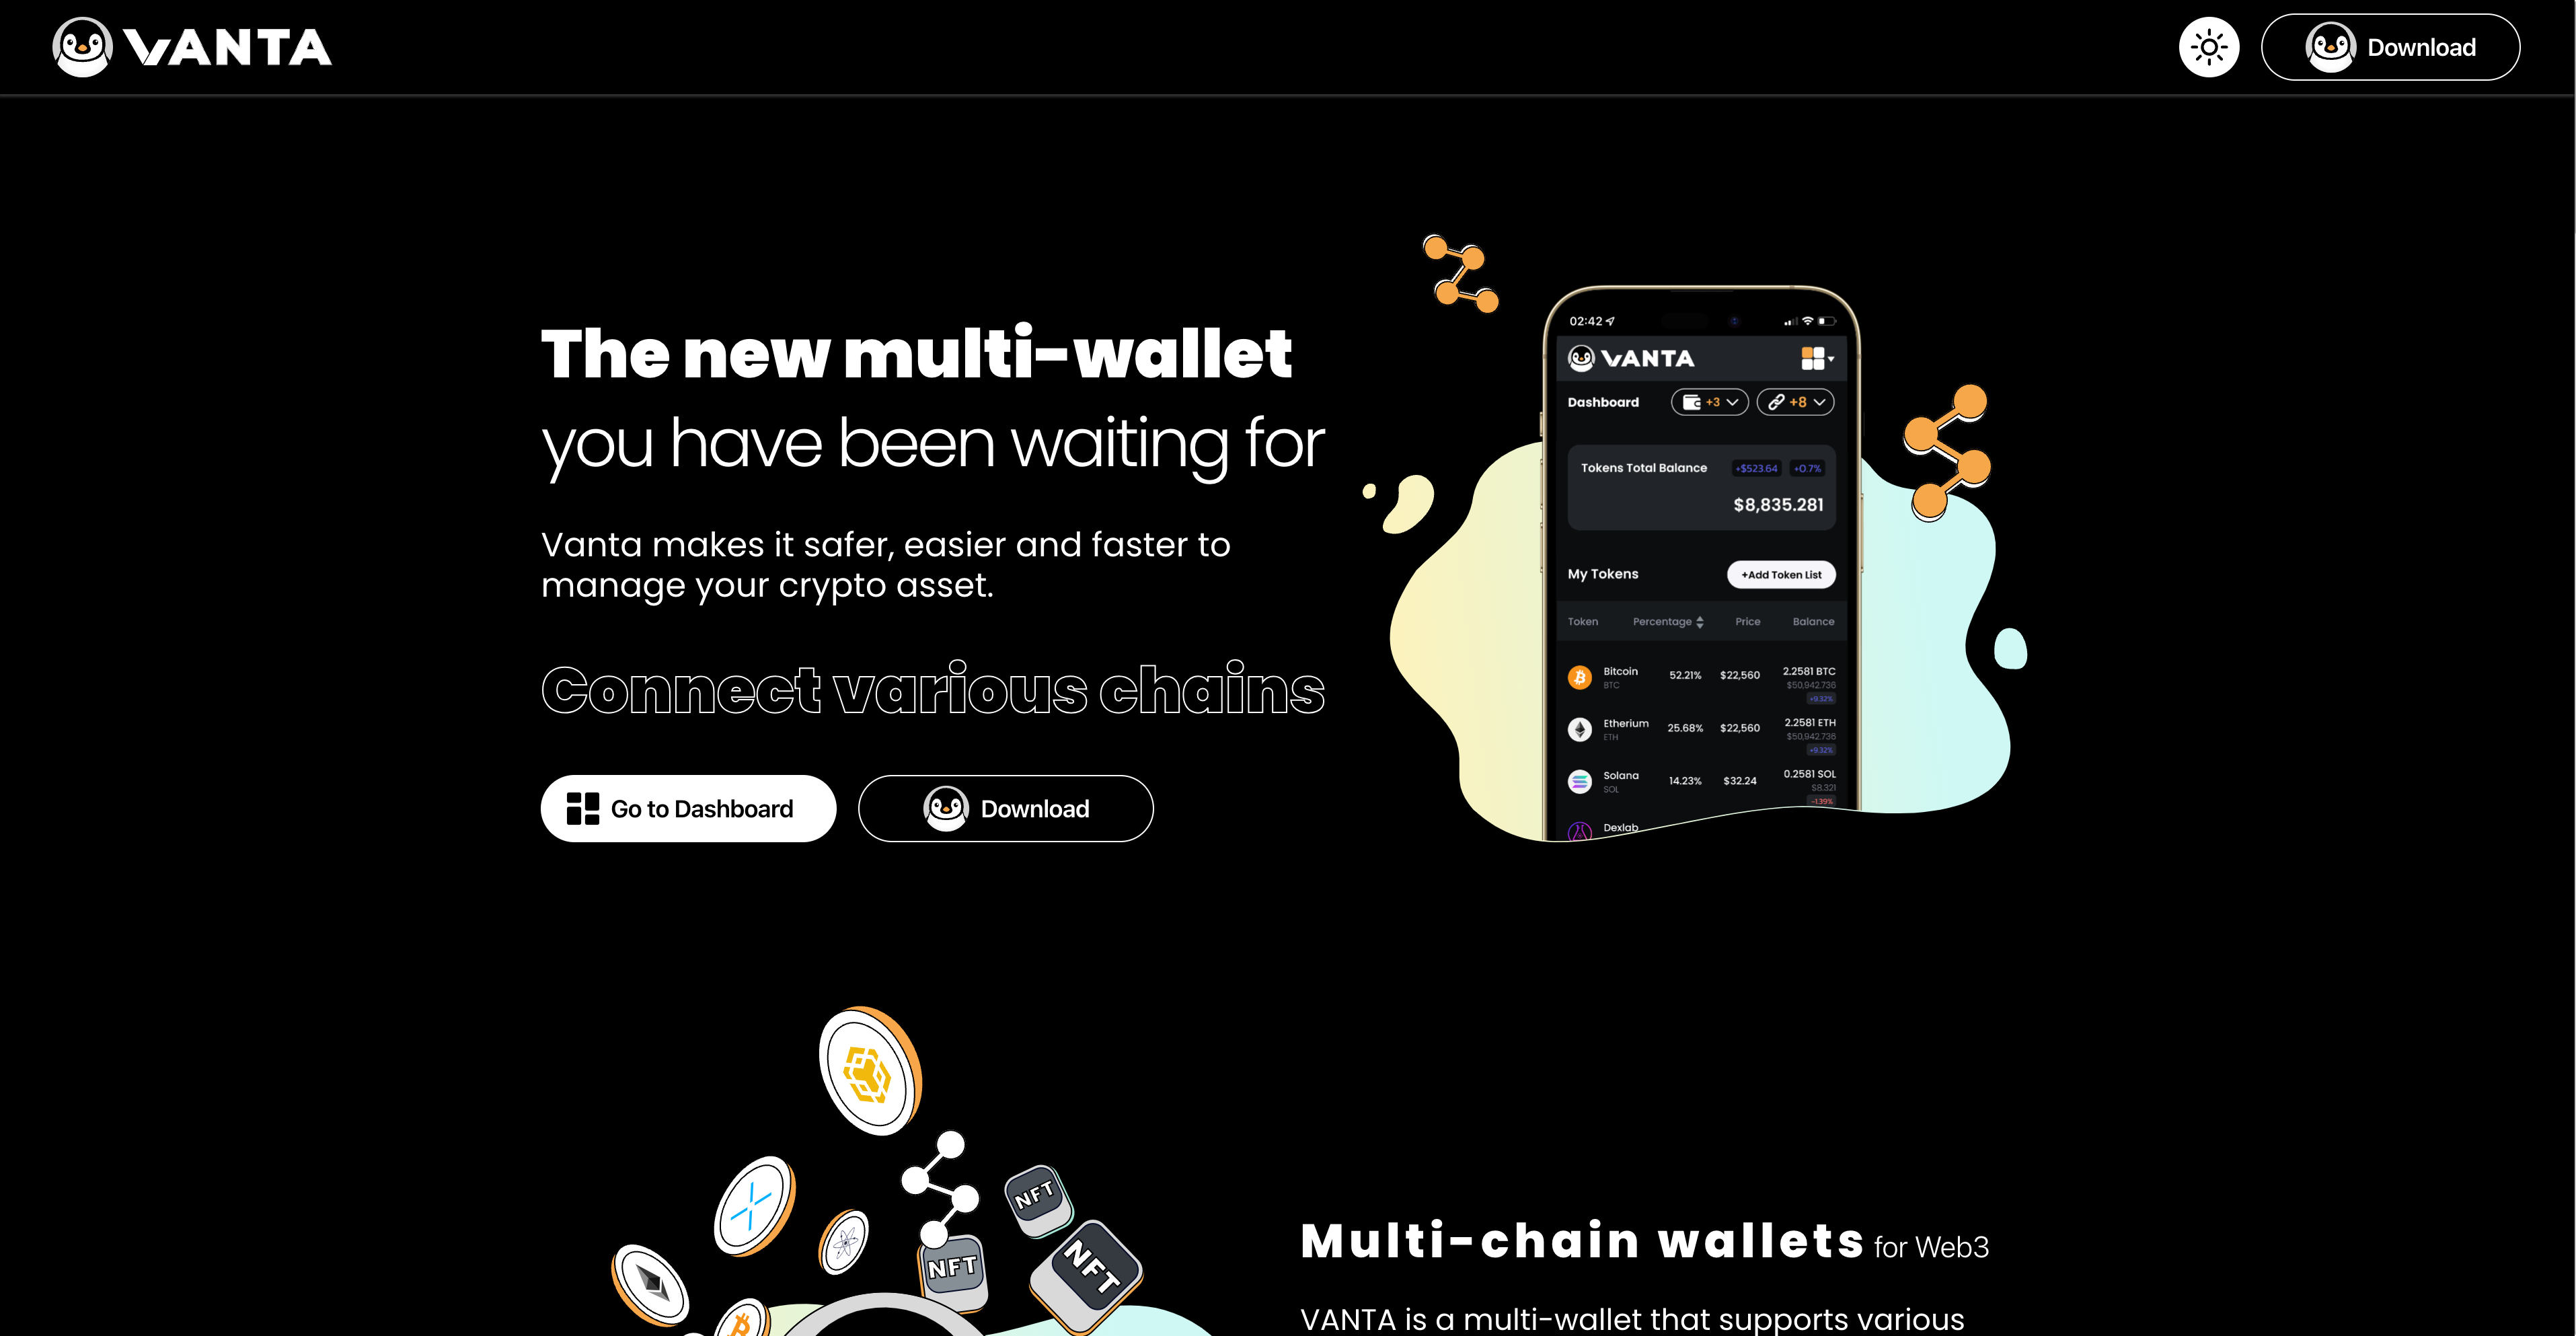 VANTA
Download
The new multi-wallet
you have been waiting for
Vanta makes it safer, easier and faster to
manage your crypto asset.
Connect various chains
Go to Dashboard
Download
02:42
VANTA
Dashboard
+3
+8
Tokens Total Balance
+$523.64
+0.7%
$8,835.281
My Tokens
+Add Token List
Token Percentage Price Balance
Bitcoin 52.21% $22,560 2.2581 BTC
BTC $50,942.736
+9.32%
Etherium 25.68% $22,560 2.2581 ETH
ETH $50,942.736
+9.32%
Solana 14.23% $32.24 0.2581 SOL
SOL $8.321
-1.39%
Dexlab
NFT
NFT
NFT
Multi-chain wallets for Web3
VANTA is a multi-wallet that supports various